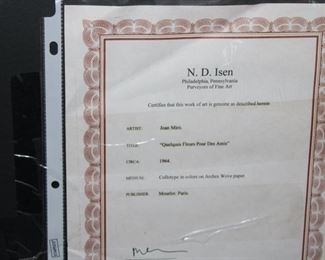 N. D. Isen
Philadelphia, Pennsylvania
Purveyors of Fine Art
Certifies that this work of art is genuine as described herein
ARTIST: Joan Miro.
TITLE: "Quelques Fleurs Pour Des Amis"
CIRCA: 1964.
MEDIUM: Collotype in colors on Arches Wove paper.
PUBLISHER: Mourlot. Paris.